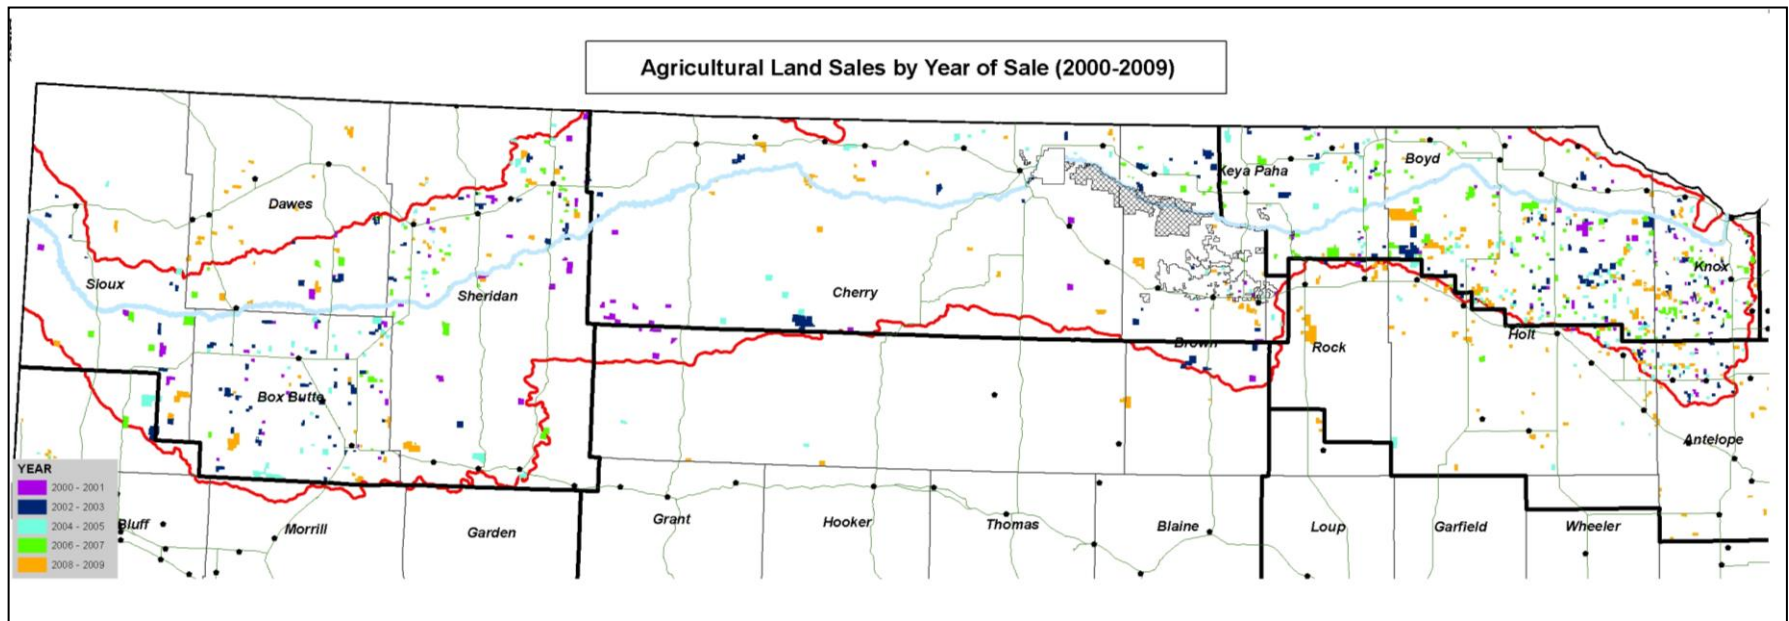 Agricultural Land Sales by Year of Sale (2000-2009)
Boyd
Keya Paha
Dawes
Knox
Sioux
Sheridan
Cherry
Holt
Brown
Rock
Box Butte
Antelope
YEAR
2000 - 2001
2002 - 2003
2004 - 2005
2006 - 2007
2008 - 2009
Bluff
Morrill
Garden
Grant
Hooker
Thomas
Blaine
Loup
Garfield
Wheeler